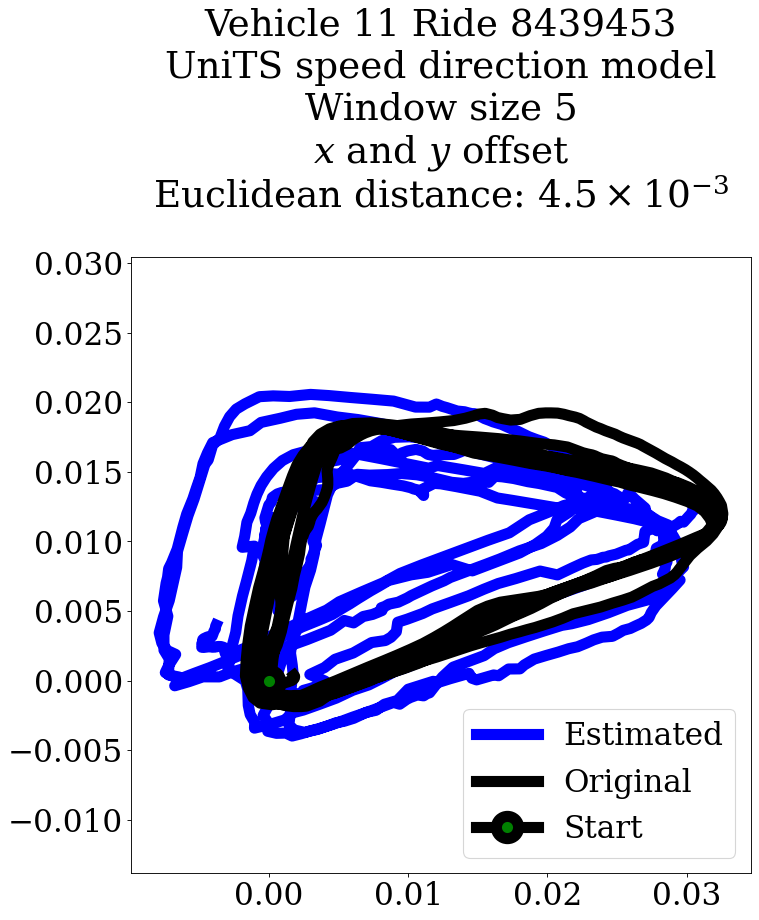 Vehicle 11 Ride 8439453
UniTS speed direction model
Window size 5
x and y offset
Euclidean distance: 4.5 × 10⁻³
0.030
0.025
0.020
0.015
0.010
0.005
0.000
−0.005
−0.010
Estimated
Original
Start
0.00 0.01 0.02 0.03